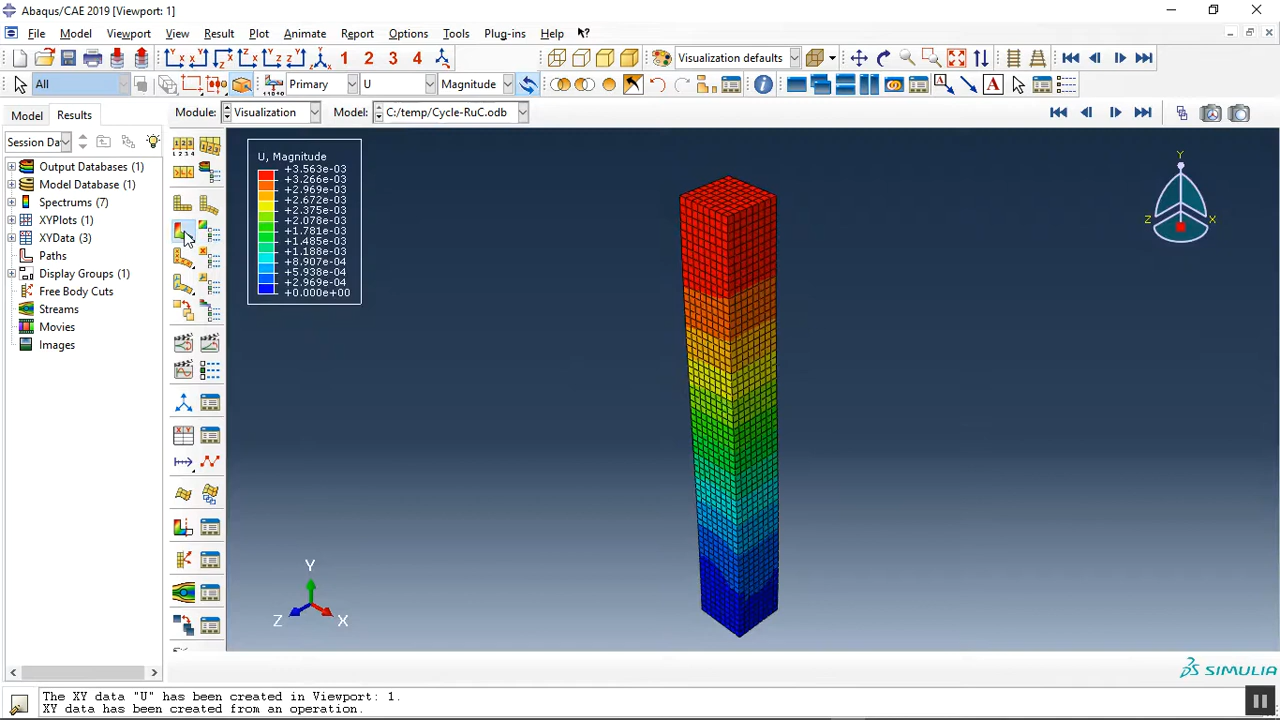 Abaqus/CAE 2019 [Viewport: 1]
File Model Viewport View Result Plot Animate Report Options Tools Plug-ins Help
1 2 3 4 Visualization defaults
All Primary U Magnitude
Model Results Module: Visualization Model: C:/temp/Cycle-RuC.odb
Session Da
Output Databases (1)
Model Database (1)
Spectrums (7)
XYPlots (1)
XYData (3)
Paths
Display Groups (1)
Free Body Cuts
Streams
Movies
Images
U, Magnitude
+3.563e-03
+3.266e-03
+2.969e-03
+2.672e-03
+2.375e-03
+2.078e-03
+1.781e-03
+1.485e-03
+1.188e-03
+8.907e-04
+5.938e-04
+2.969e-04
+0.000e+00
Y
Z X
Y
Z X
SIMULIA
The XY data "U" has been created in Viewport: 1.
XY data has been created from an operation.